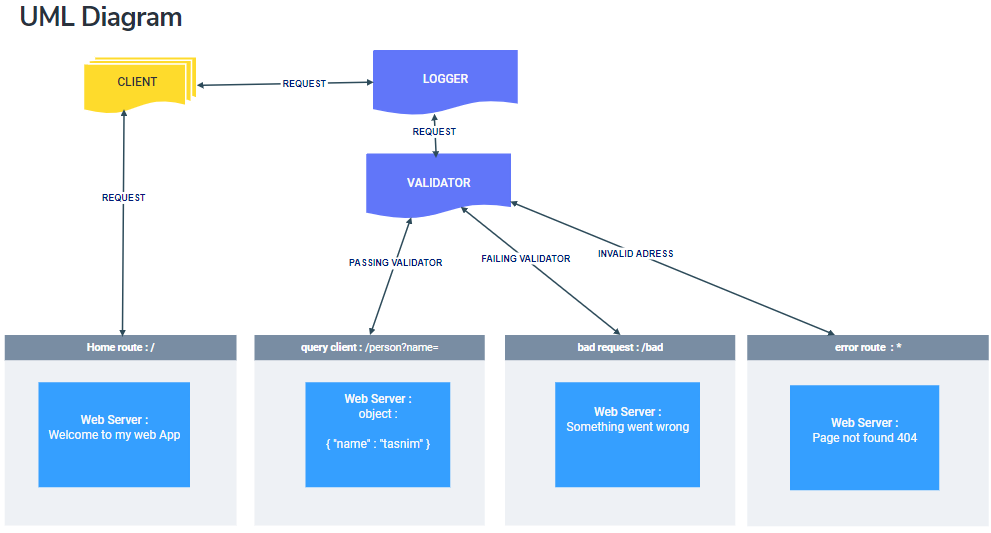 UML Diagram
CLIENT
REQUEST
LOGGER
REQUEST
VALIDATOR
REQUEST
PASSING VALIDATOR
FAILING VALIDATOR
INVALID ADRESS
Home route : /
Web Server :
Welcome to my web App
query client : /person?name=
Web Server :
object :
{ "name" : "tasnim" }
bad request : /bad
Web Server :
Something went wrong
error route : *
Web Server :
Page not found 404